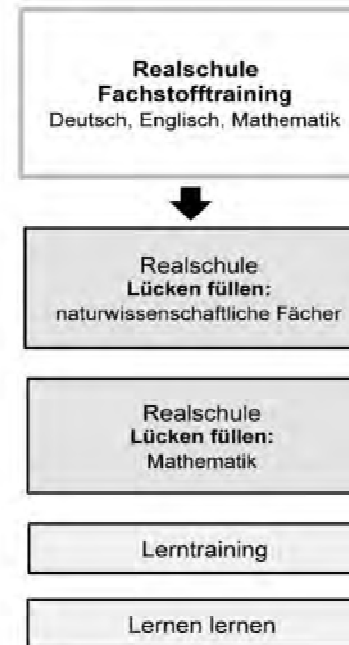 Realschule
Fachstofftraining
Deutsch, Englisch, Mathematik
Realschule
Lücken füllen:
naturwissenschaftliche Fächer
Realschule
Lücken füllen:
Mathematik
Lerntraining
Lernen lernen